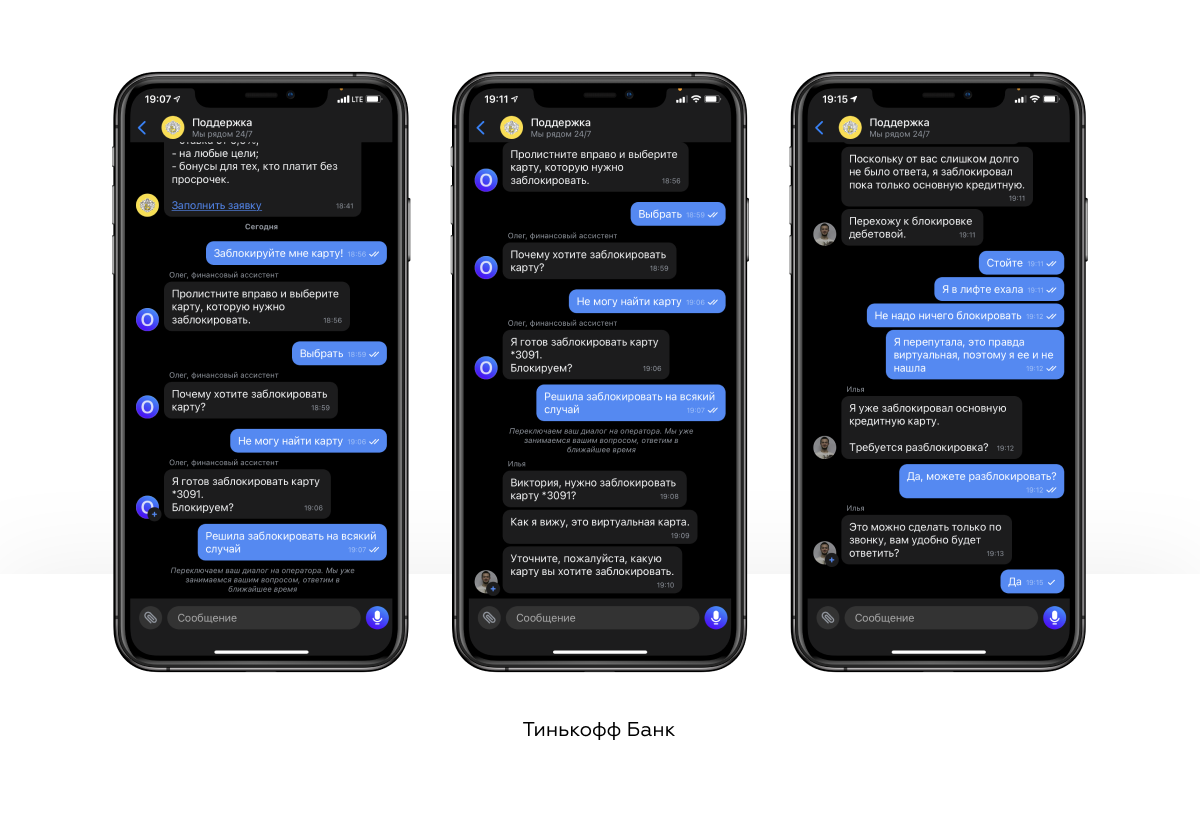 19:07
LTE
Поддержка
Мы рядом 24/7
- на любые цели;
- бонусы для тех, кто платит без
просрочек.
Заполнить заявку 18:41
Сегодня
Заблокируйте мне карту! 18:56
Олег, финансовый ассистент
Пролистните вправо и выберите
карту, которую нужно
заблокировать. 18:56
Выбрать 18:59
Олег, финансовый ассистент
Почему хотите заблокировать
карту? 18:59
Не могу найти карту 19:06
Олег, финансовый ассистент
Я готов заблокировать карту
*3091.
Блокируем? 19:06
Решила заблокировать на всякий
случай 19:07
Переключаем ваш диалог на оператора. Мы уже
занимаемся вашим вопросом, ответим в
ближайшее время
Сообщение
19:11
Поддержка
Мы рядом 24/7
Пролистните вправо и выберите
карту, которую нужно
заблокировать. 18:56
Выбрать 18:59
Олег, финансовый ассистент
Почему хотите заблокировать
карту? 18:59
Не могу найти карту 19:06
Олег, финансовый ассистент
Я готов заблокировать карту
*3091.
Блокируем? 19:06
Решила заблокировать на всякий
случай 19:07
Переключаем ваш диалог на оператора. Мы уже
занимаемся вашим вопросом, ответим в
ближайшее время
Илья
Виктория, нужно заблокировать
карту *3091? 19:08
Как я вижу, это виртуальная карта.
19:09
Уточните, пожалуйста, какую
карту вы хотите заблокировать.
19:10
Сообщение
19:15
Поддержка
Мы рядом 24/7
Поскольку от вас слишком долго
не было ответа, я заблокировал
пока только основную кредитную.
19:11
Перехожу к блокировке
дебетовой. 19:11
Стойте 19:11
Я в лифте ехала 19:11
Не надо ничего блокировать 19:12
Я перепутала, это правда
виртуальная, поэтому я ее и не
нашла 19:12
Илья
Я уже заблокировал основную
кредитную карту.
Требуется разблокировка? 19:12
Да, можете разблокировать?
19:12
Илья
Это можно сделать только по
звонку, вам удобно будет
ответить? 19:13
Да 19:15
Сообщение
Тинькофф Банк